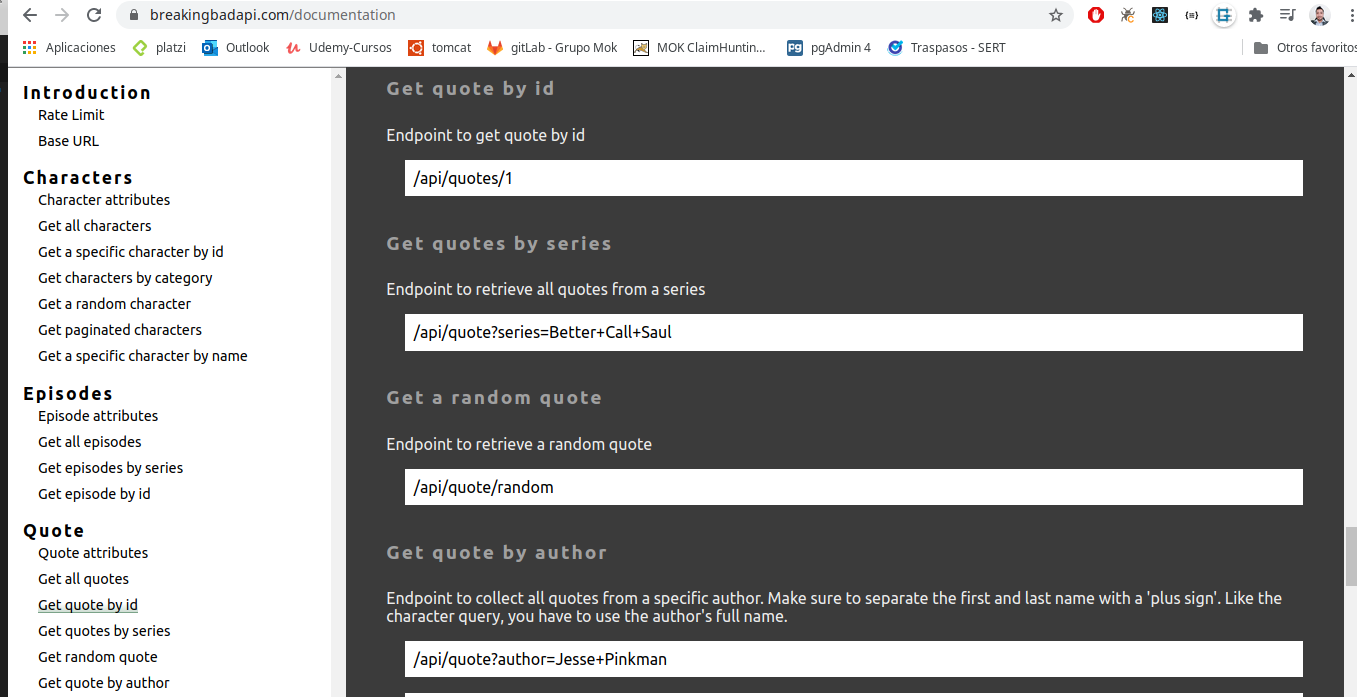 breakingbadapi.com/documentation
Aplicaciones
platzi
Outlook
Udemy-Cursos
tomcat
gitLab - Grupo Mok
MOK ClaimHuntin...
pgAdmin 4
Traspasos - SERT
Otros favoritos
Introduction
Rate Limit
Base URL
Characters
Character attributes
Get all characters
Get a specific character by id
Get characters by category
Get a random character
Get paginated characters
Get a specific character by name
Episodes
Episode attributes
Get all episodes
Get episodes by series
Get episode by id
Quote
Quote attributes
Get all quotes
Get quote by id
Get quotes by series
Get random quote
Get quote by author
Get quote by id
Endpoint to get quote by id
/api/quotes/1
Get quotes by series
Endpoint to retrieve all quotes from a series
/api/quote?series=Better+Call+Saul
Get a random quote
Endpoint to retrieve a random quote
/api/quote/random
Get quote by author
Endpoint to collect all quotes from a specific author. Make sure to separate the first and last name with a 'plus sign'. Like the
character query, you have to use the author's full name.
/api/quote?author=Jesse+Pinkman